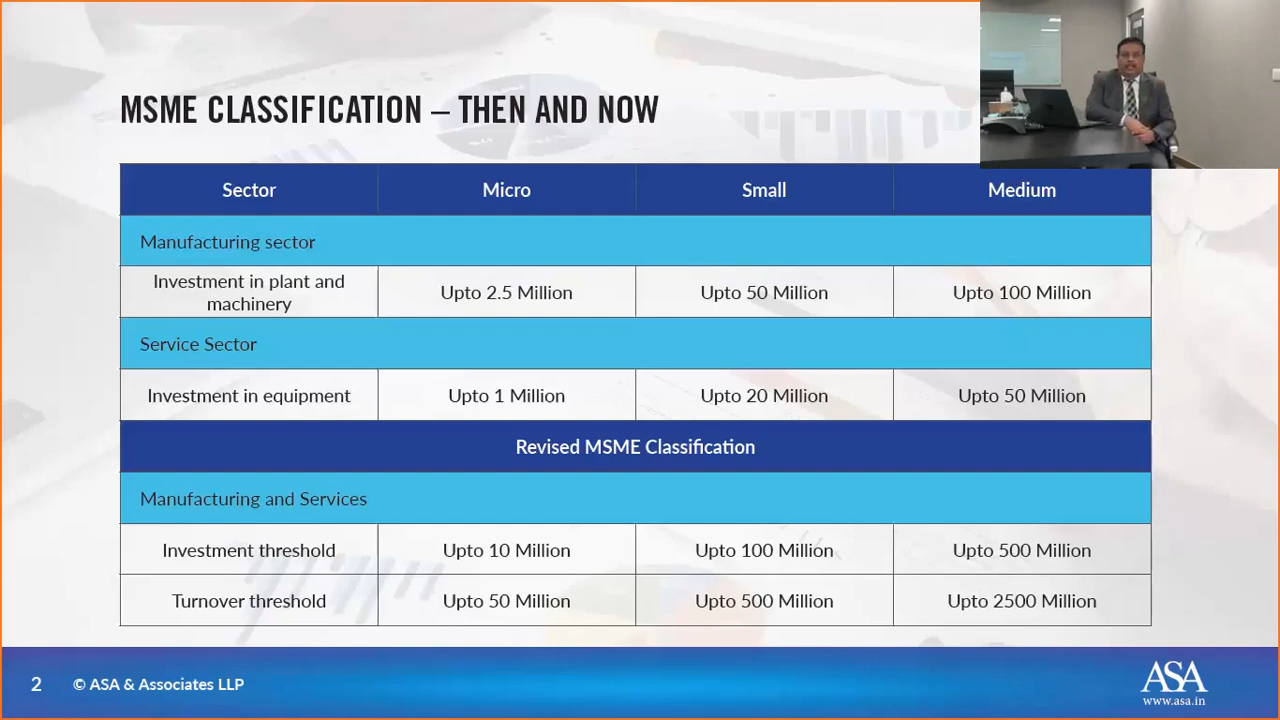 MSME CLASSIFICATION – THEN AND NOW
Sector Micro Small Medium
Manufacturing sector
Investment in plant and
machinery
Upto 2.5 Million Upto 50 Million Upto 100 Million
Service Sector
Investment in equipment Upto 1 Million Upto 20 Million Upto 50 Million
Revised MSME Classification
Manufacturing and Services
Investment threshold Upto 10 Million Upto 100 Million Upto 500 Million
Turnover threshold Upto 50 Million Upto 500 Million Upto 2500 Million
2 © ASA & Associates LLP
ASA
www.asa.in